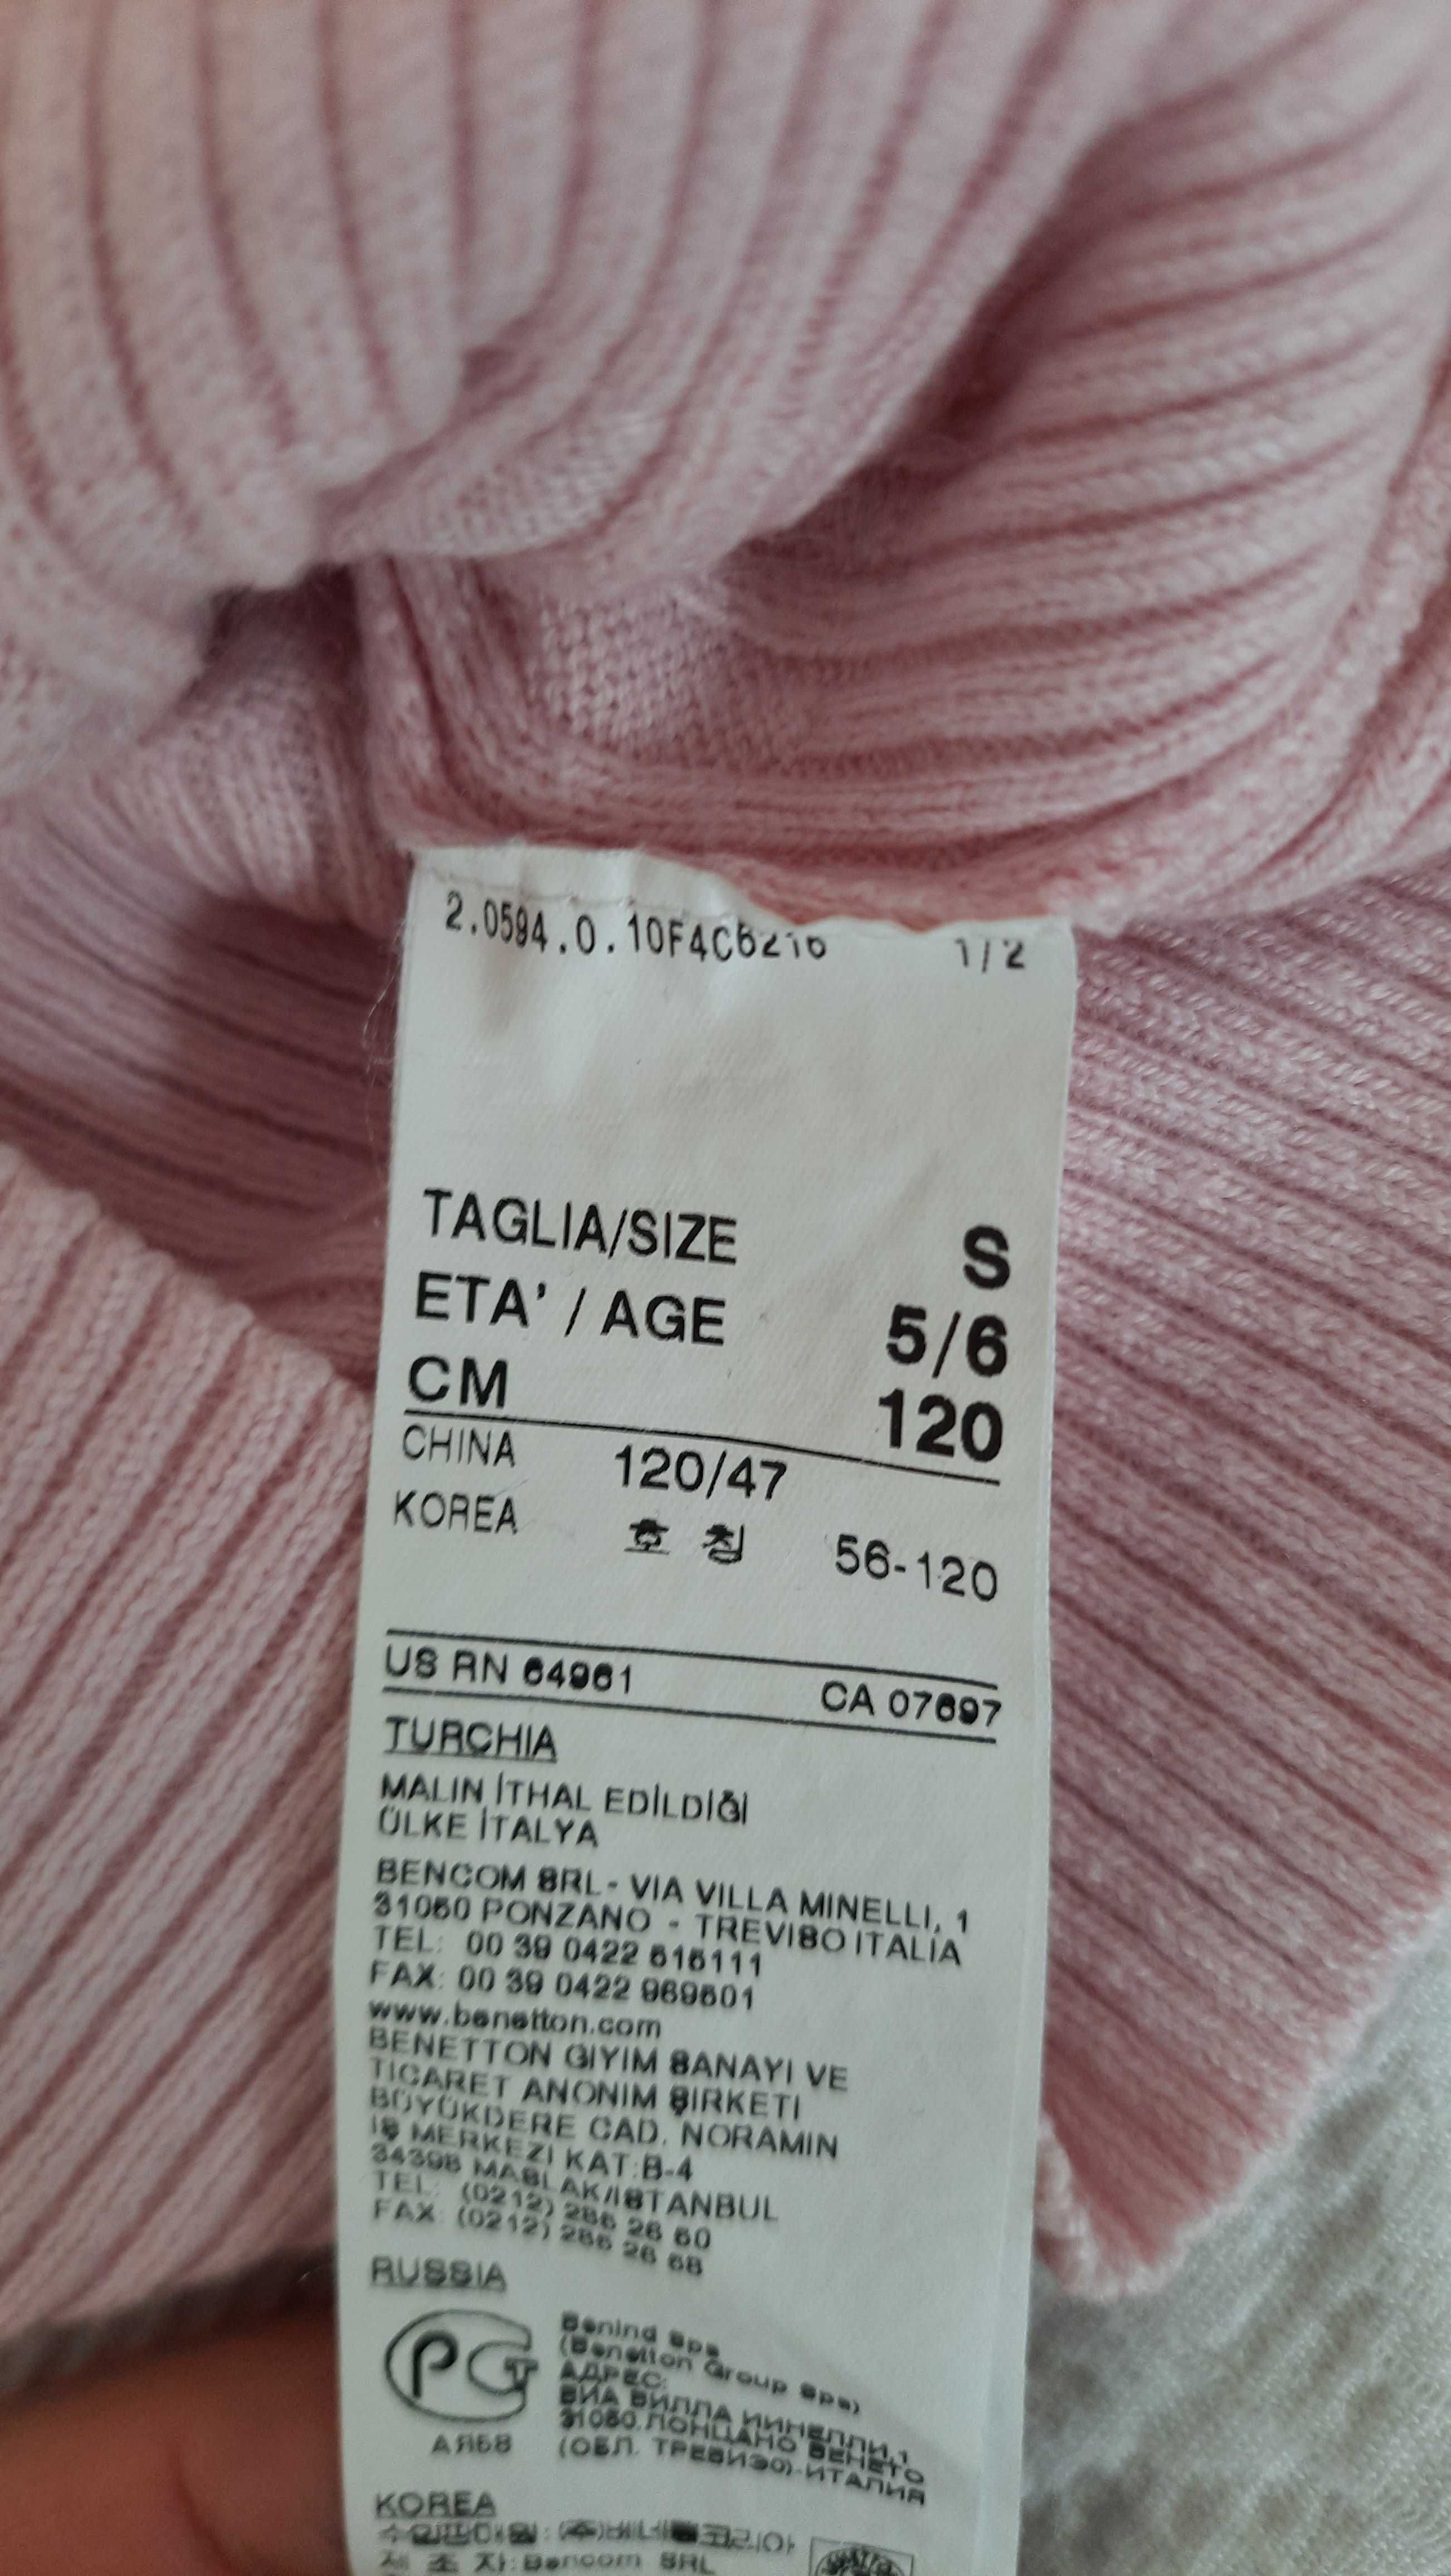 2.0594.0.10F4C6216 1/2
TAGLIA/SIZE S
ETA' / AGE 5/6
CM 120
CHINA 120/47
KOREA 호 칭 56-120
US RN 64961 CA 07697
TURCHIA
MALIN İTHAL EDİLDİĞİ
ÜLKE İTALYA
BENCOM SRL - VIA VILLA MINELLI, 1
31050 PONZANO - TREVISO ITALIA
TEL: 00 39 0422 515111
FAX: 00 39 0422 969501
www.benetton.com
BENETTON GIYIM SANAYI VE
TICARET ANONIM ŞIRKETI
BÜYÜKDERE CAD. NORAMIN
IŞ MERKEZI KAT:B-4
34398 MASLAK/ISTANBUL
TEL: (0212) 286 26 60
FAX: (0212) 286 26 68
RUSSIA
PCT Benind Spa
(Benetton Group Spa)
АДРЕС:
ВИА ВИЛЛА МИНЕЛЛИ, 1
31050. ПОНЦАНО ВЕНЕТО
(ОБЛ. ТРЕВИЗО)-ИТАЛИЯ
АЯ58
KOREA
제 조 자: Bencom SRL